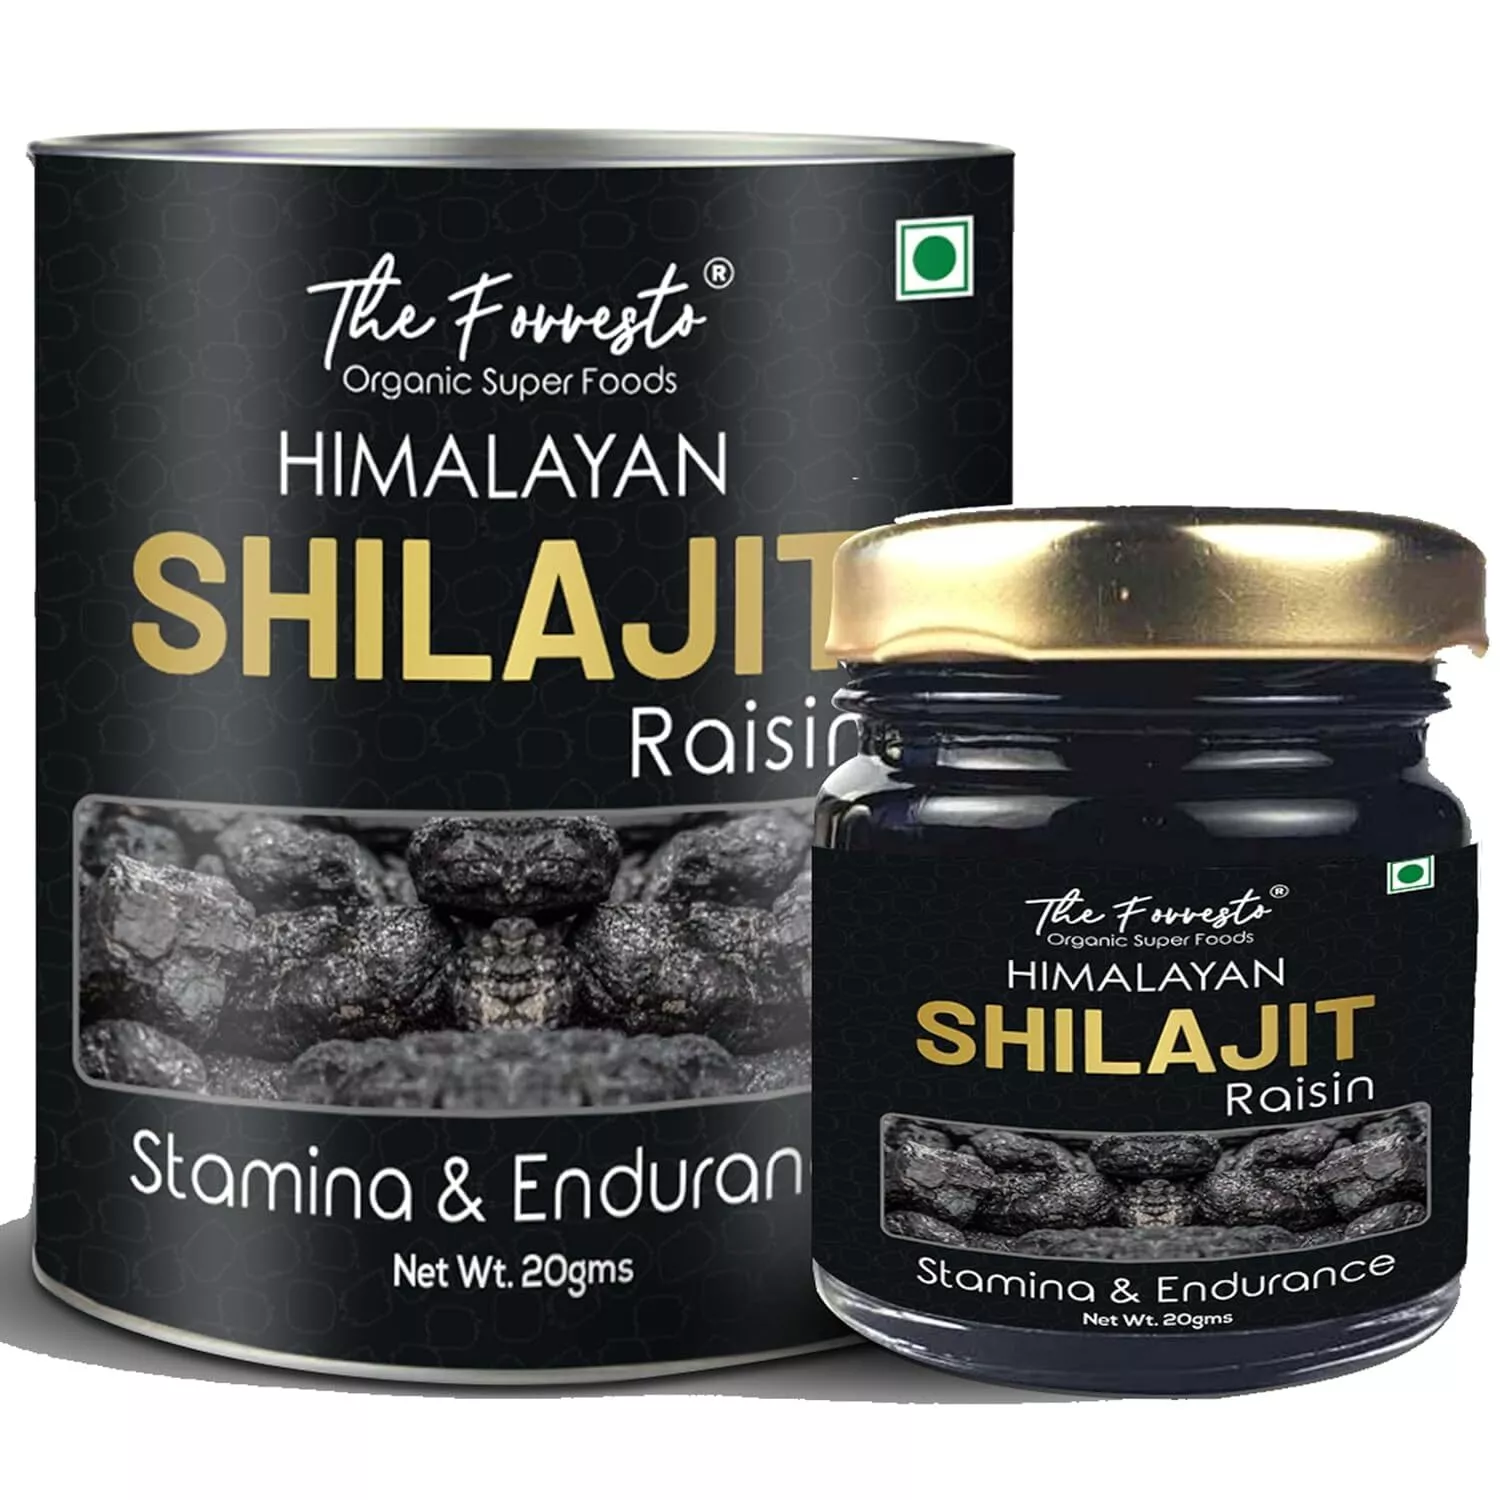 The Forresto®
Organic Super Foods
HIMALAYAN
SHILAJIT
Raisin
Stamina & Enduran
Net Wt. 20gms
The Forresto®
Organic Super Foods
HIMALAYAN
SHILAJIT
Raisin
Stamina & Endurance
Net Wt. 20gms